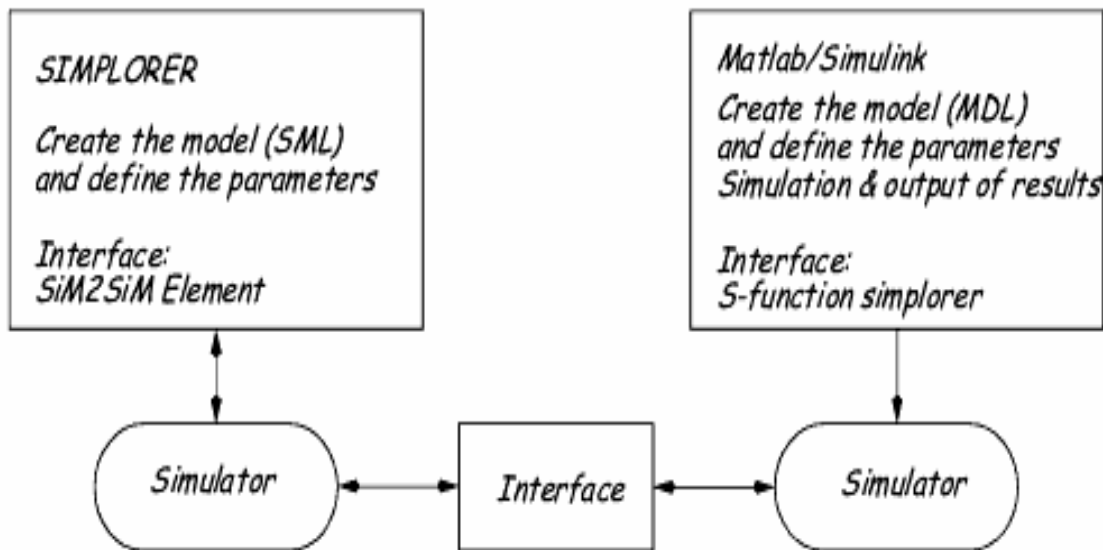 SIMPLORER
Create the model (SML)
and define the parameters
Interface:
SiM2SiM Element
Matlab/Simulink
Create the model (MDL)
and define the parameters
Simulation & output of results
Interface:
S-function simplorer
Simulator
Interface
Simulator